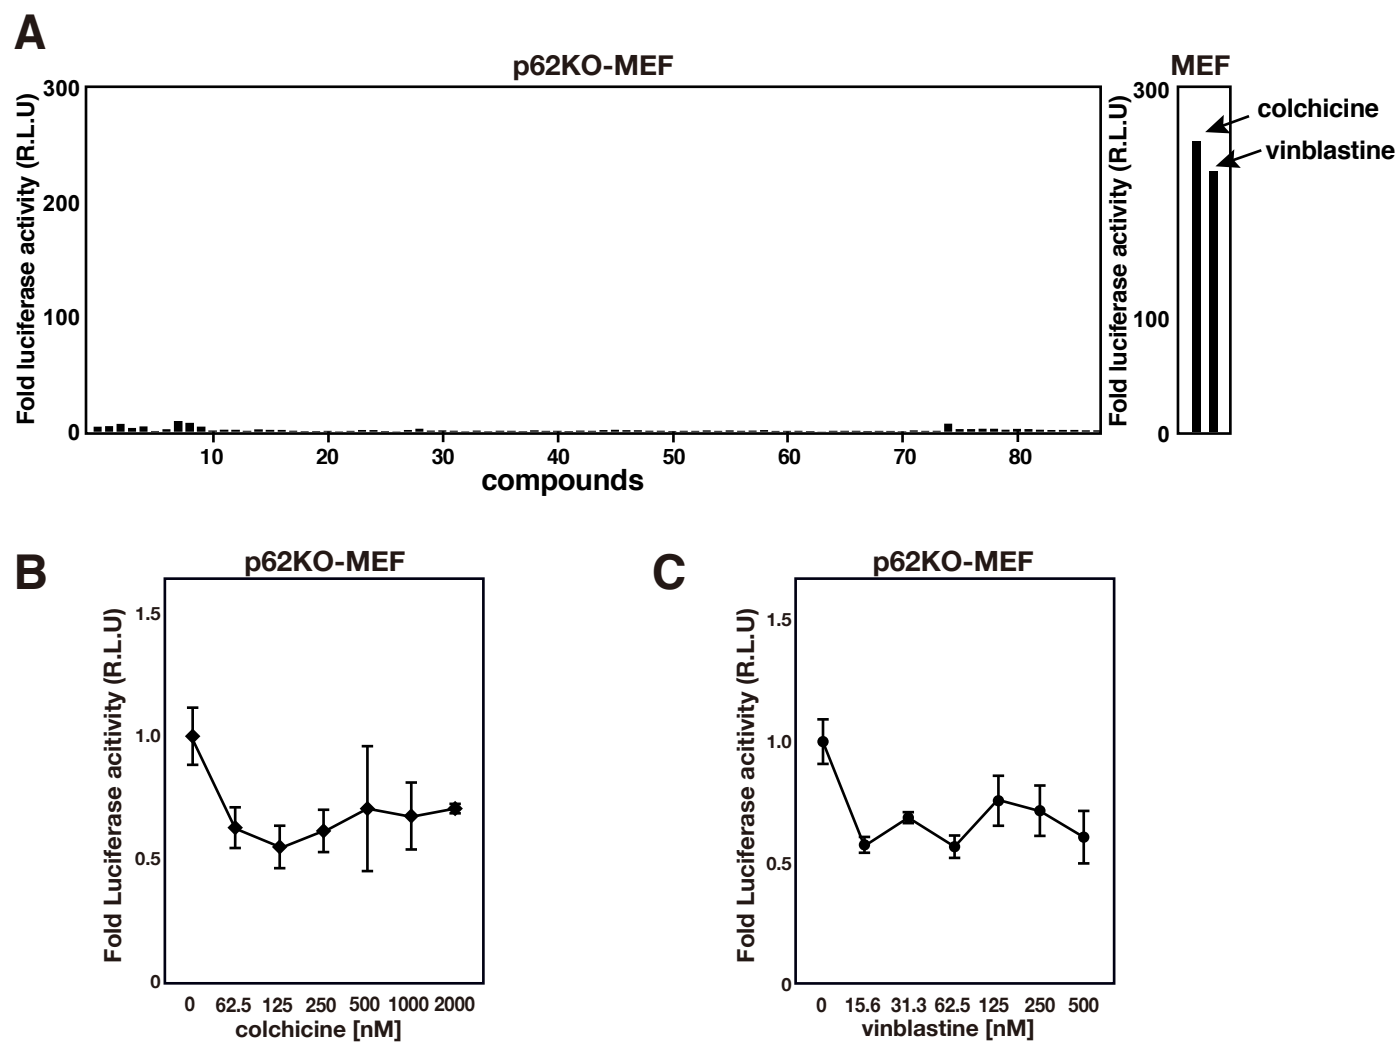 A
p62KO-MEF
MEF
Fold luciferase activity (R.L.U)
300
200
100
0
10 20 30 40 50 60 70 80
compounds
Fold luciferase activity (R.L.U)
300
100
0
colchicine
vinblastine
B
p62KO-MEF
Fold Luciferase acitivity (R.L.U)
1.5
1.0
0.5
0
0 62.5 125 250 500 1000 2000
colchicine [nM]
C
p62KO-MEF
Fold Luciferase activity (R.L.U)
1.5
1.0
0.5
0
0 15.6 31.3 62.5 125 250 500
vinblastine [nM]